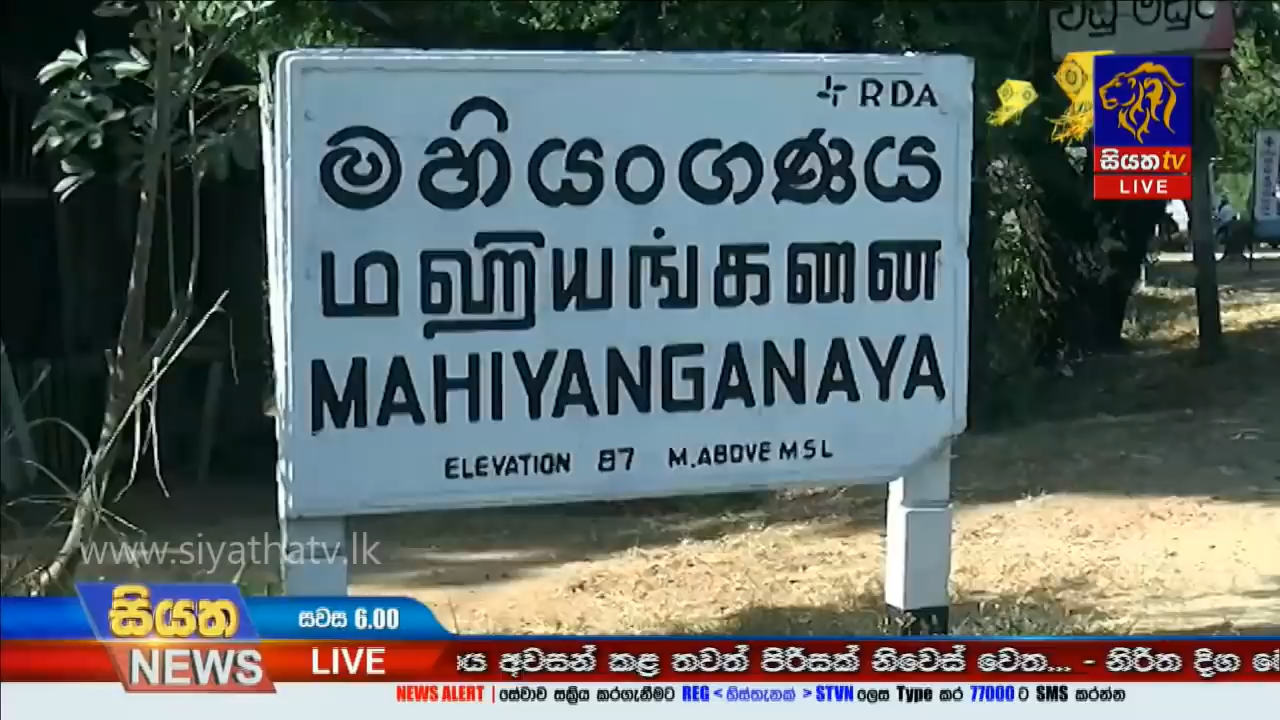 RDA
සියතtv
LIVE
මහියංගණය
மஹியங்கனை
MAHIYANGANAYA
ELEVATION 87 M.ABOVE MSL
www.siyathatv.lk
සියත
NEWS
සවස 6.00
LIVE
අවසන් කළ තවත් පිරිසක් නිවෙස් වෙත... - නිරිත දිග
NEWS ALERT | සේවාව සක්‍රිය කරගැනීමට REG < හිස්තැනක් > STVN ලෙස Type කර 77000 ට SMS කරන්න